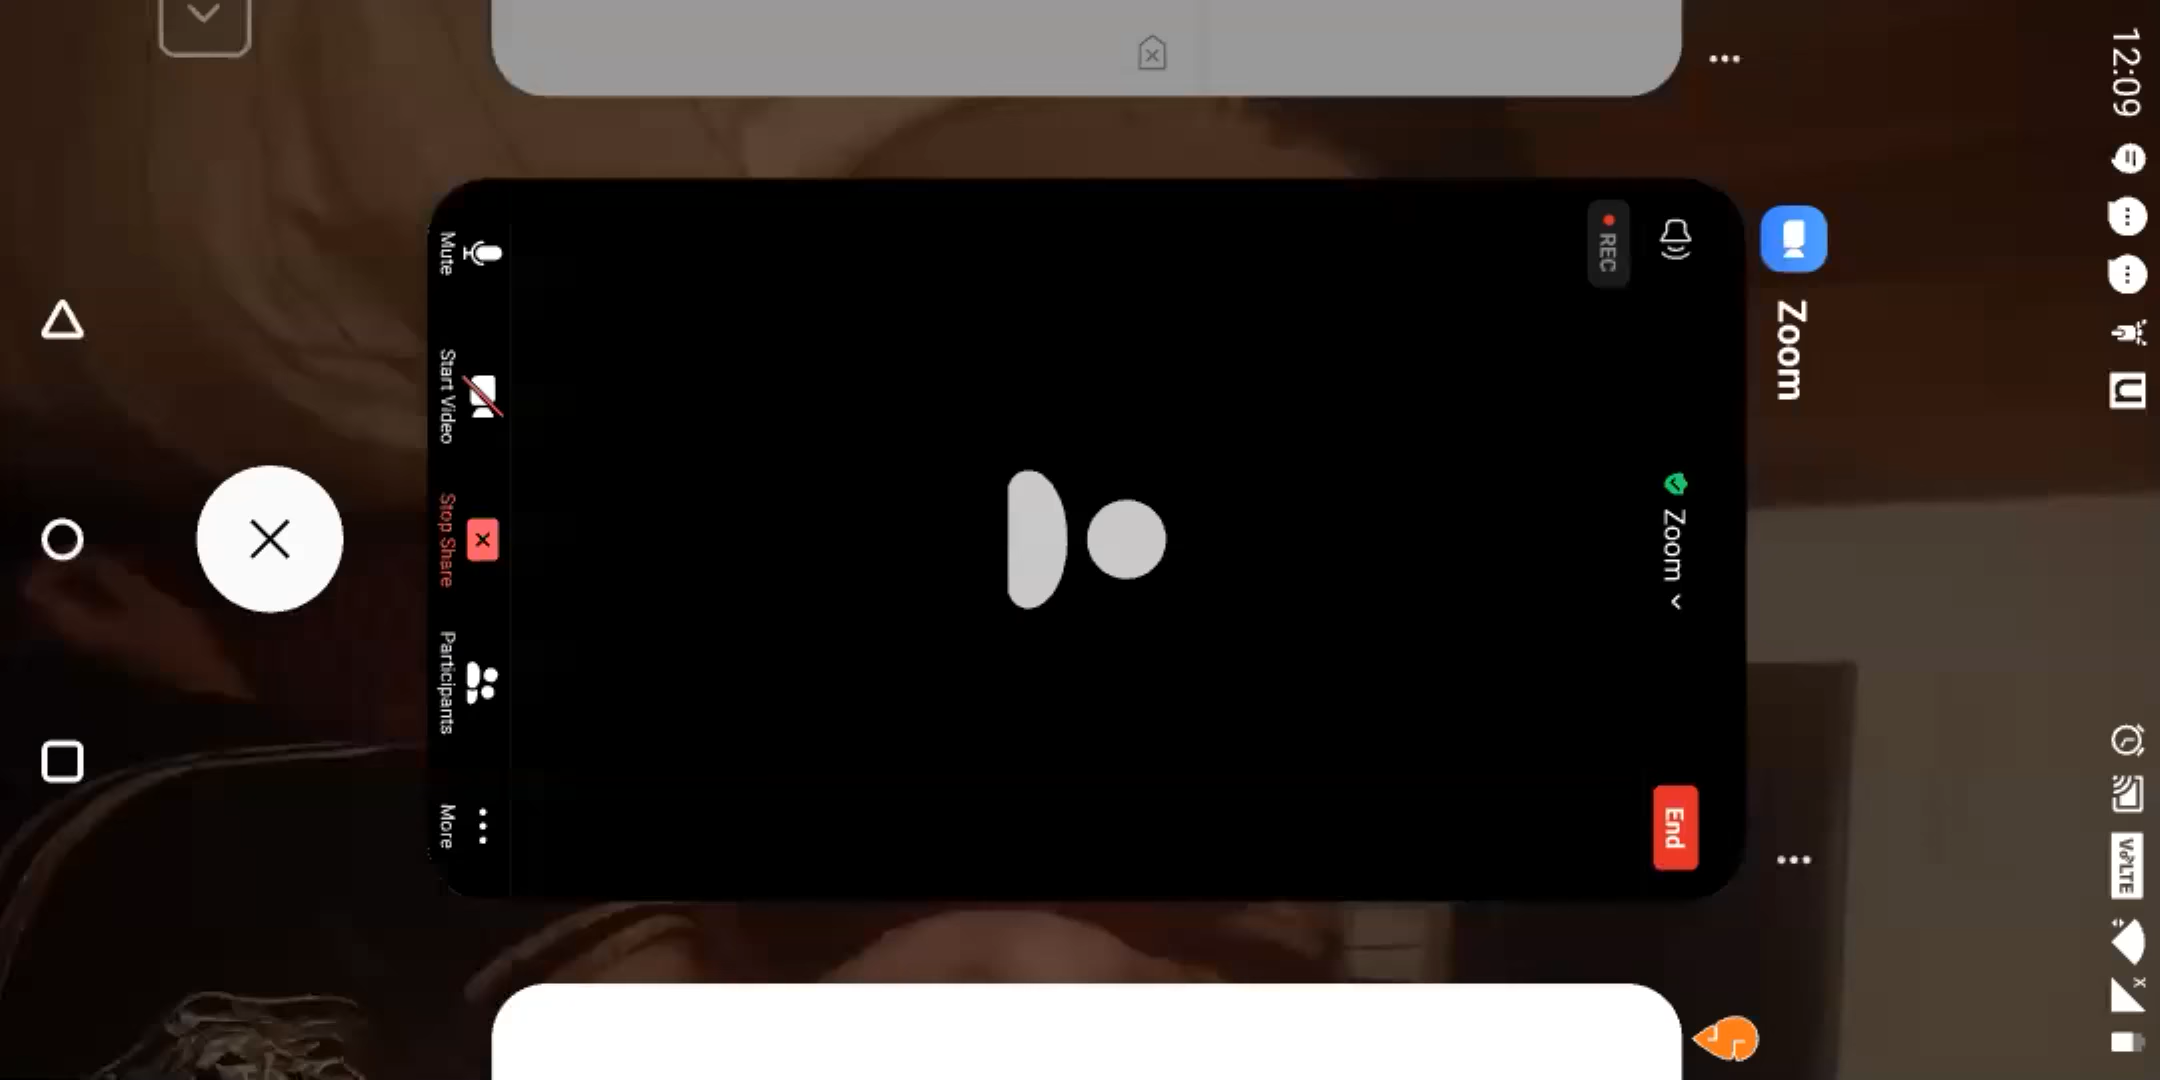 12:09
VoLTE
Zoom
Zoom
End
REC
Mute
Start Video
Stop Share
Participants
More